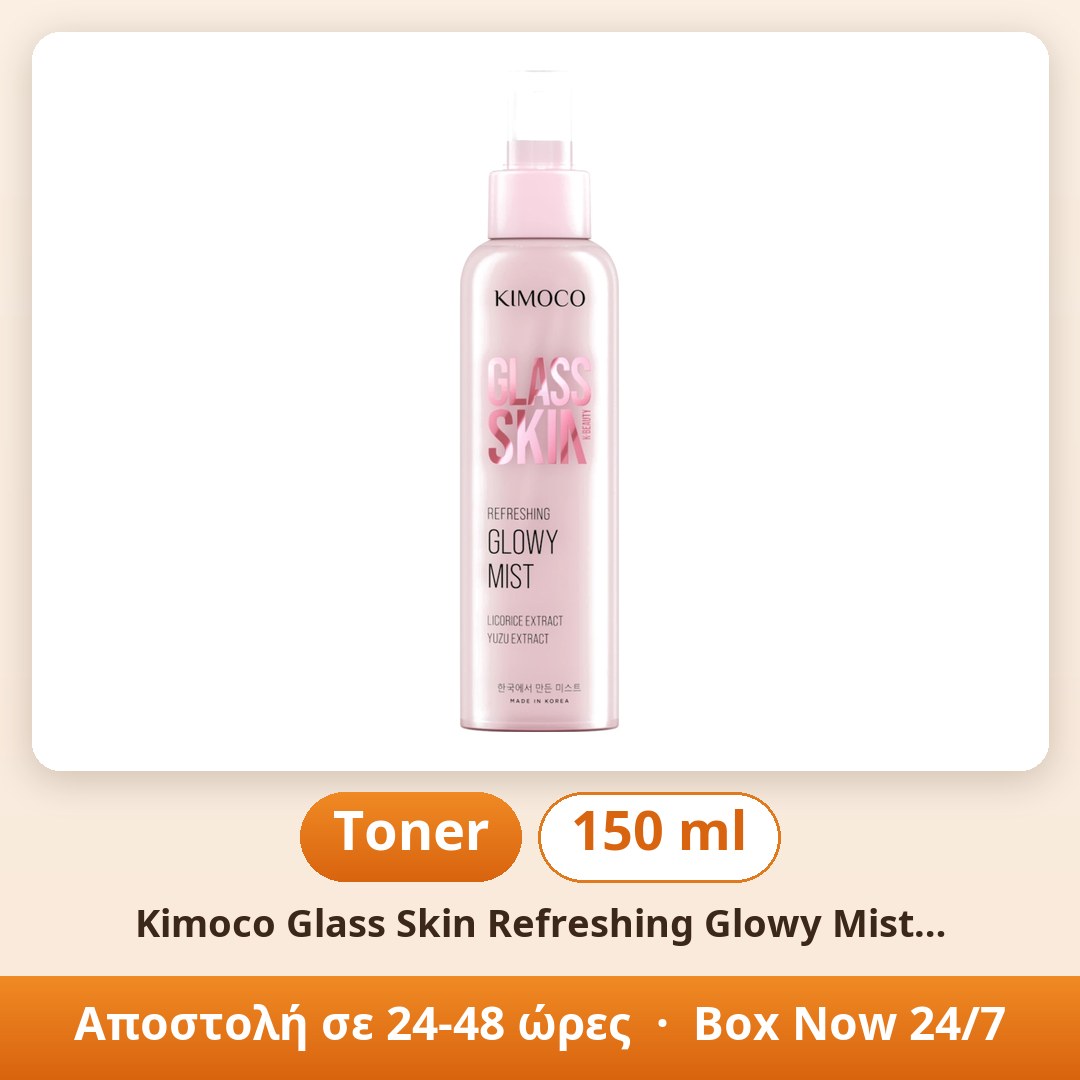 KIMOCO
GLASS
SKIN
K BEAUTY
REFRESHING
GLOWY
MIST
LICORICE EXTRACT
YUZU EXTRACT
한국에서 만든 미스트
MADE IN KOREA
Toner
150 ml
Kimoco Glass Skin Refreshing Glowy Mist...
Αποστολή σε 24-48 ώρες · Box Now 24/7